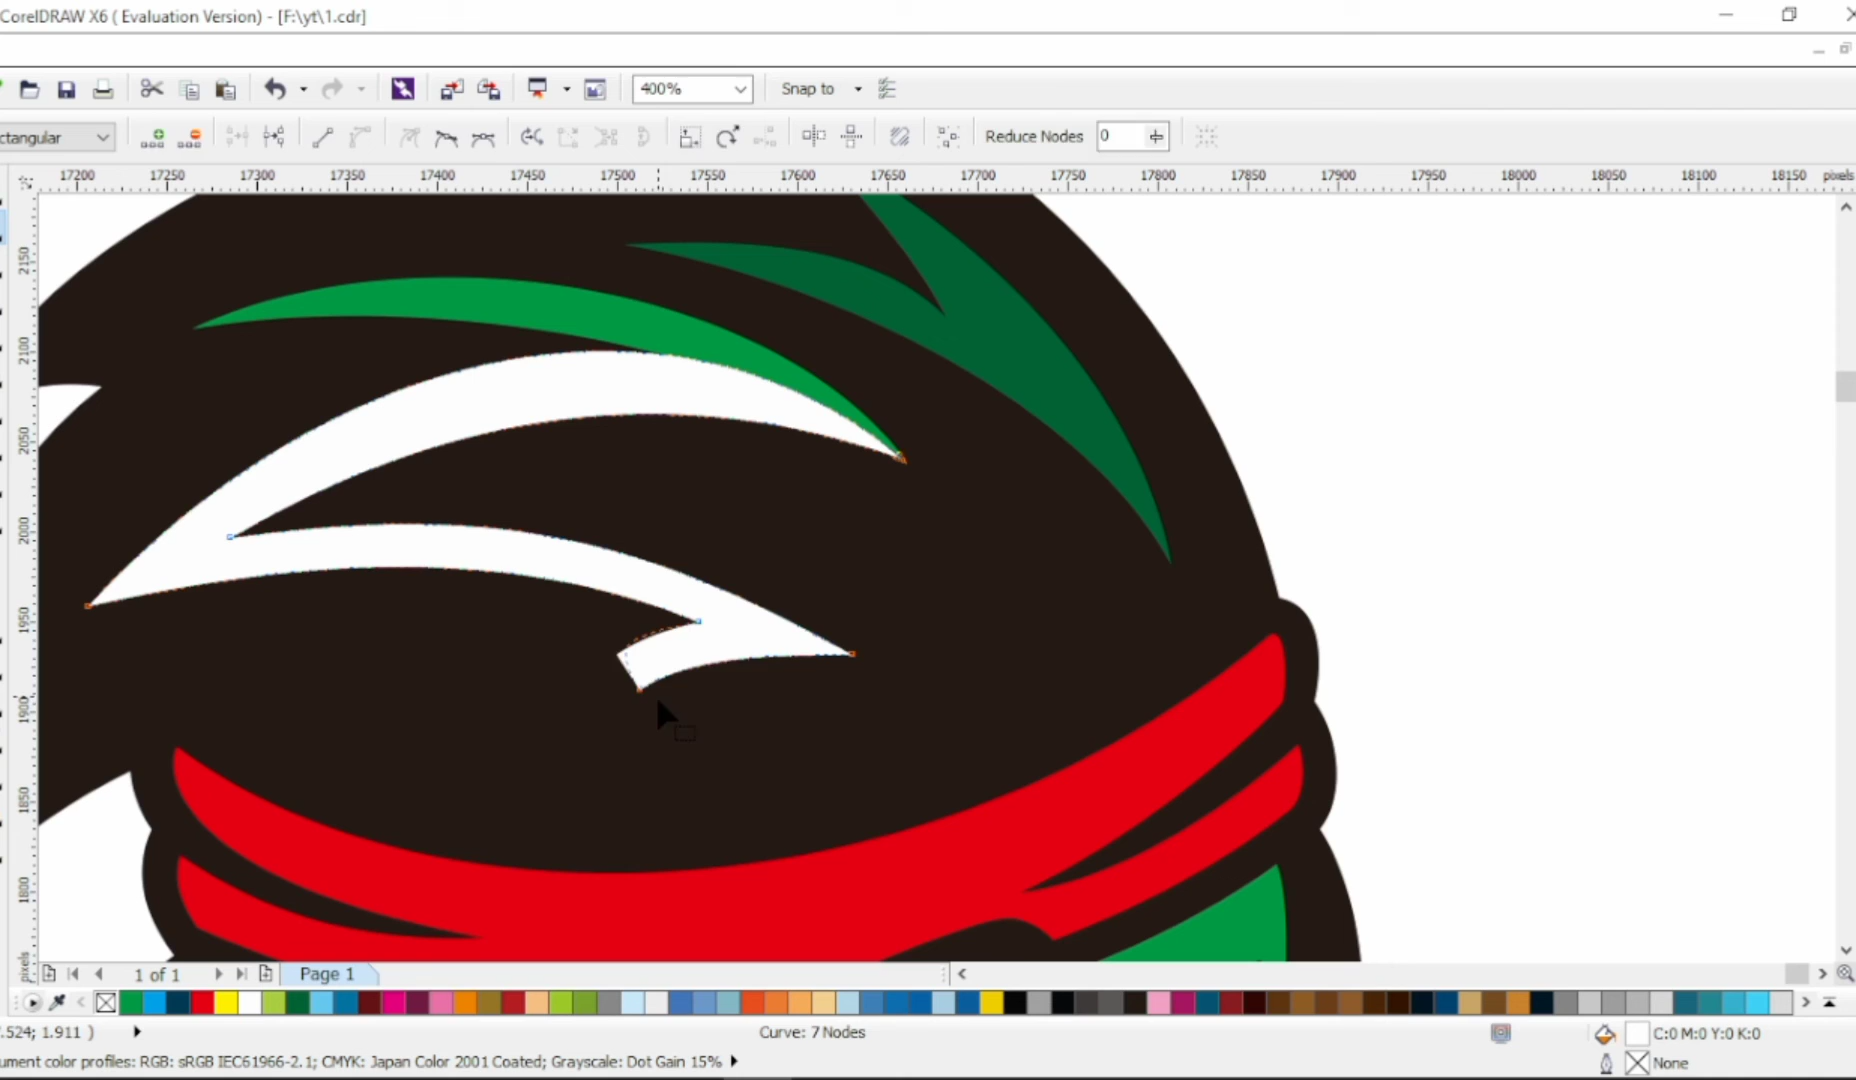 CorelDRAW X6 ( Evaluation Version) - [F:\yt\1.cdr]
400% Snap to
ctangular Reduce Nodes 0
17200 17250 17300 17350 17400 17450 17500 17550 17600 17650 17700 17750 17800 17850 17900 17950 18000 18050 18100 18150 pixels
2150
2100
2050
2000
1950
1900
1850
1800
pixels
1 of 1 Page 1
.524; 1.911 ) Curve: 7 Nodes C:0 M:0 Y:0 K:0
ument color profiles: RGB: sRGB IEC61966-2.1; CMYK: Japan Color 2001 Coated; Grayscale: Dot Gain 15% None